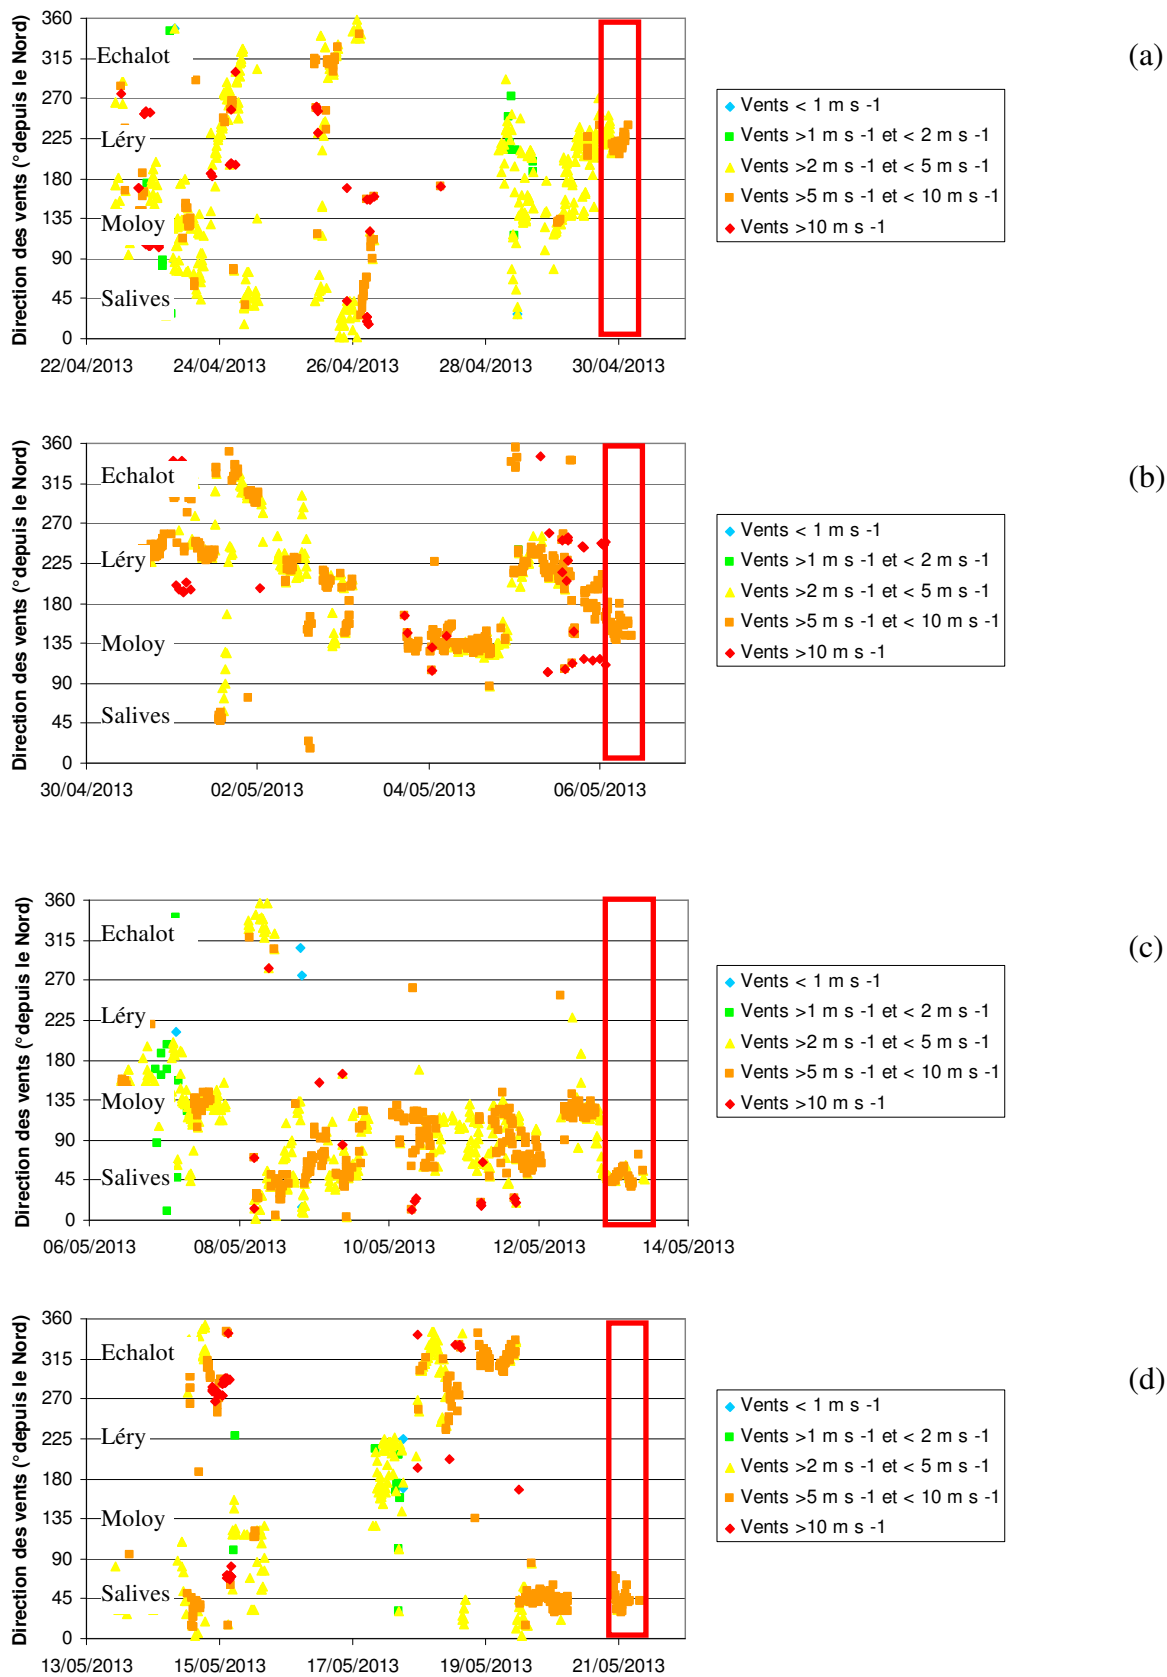 (a)
Direction des vents (°depuis le Nord)
360
315
270
225
180
135
90
45
0
Echalot
Léry
Moloy
Salives
22/04/2013
24/04/2013
26/04/2013
28/04/2013
30/04/2013
Vents < 1 m s -1
Vents >1 m s -1 et < 2 m s -1
Vents >2 m s -1 et < 5 m s -1
Vents >5 m s -1 et < 10 m s -1
Vents >10 m s -1
(b)
Direction des vents (°depuis le Nord)
360
315
270
225
180
135
90
45
0
Echalot
Léry
Moloy
Salives
30/04/2013
02/05/2013
04/05/2013
06/05/2013
Vents < 1 m s -1
Vents >1 m s -1 et < 2 m s -1
Vents >2 m s -1 et < 5 m s -1
Vents >5 m s -1 et < 10 m s -1
Vents >10 m s -1
(c)
Direction des vents (°depuis le Nord)
360
315
270
225
180
135
90
45
0
Echalot
Léry
Moloy
Salives
06/05/2013
08/05/2013
10/05/2013
12/05/2013
14/05/2013
Vents < 1 m s -1
Vents >1 m s -1 et < 2 m s -1
Vents >2 m s -1 et < 5 m s -1
Vents >5 m s -1 et < 10 m s -1
Vents >10 m s -1
(d)
Direction des vents (°depuis le Nord)
360
315
270
225
180
135
90
45
0
Echalot
Léry
Moloy
Salives
13/05/2013
15/05/2013
17/05/2013
19/05/2013
21/05/2013
Vents < 1 m s -1
Vents >1 m s -1 et < 2 m s -1
Vents >2 m s -1 et < 5 m s -1
Vents >5 m s -1 et < 10 m s -1
Vents >10 m s -1